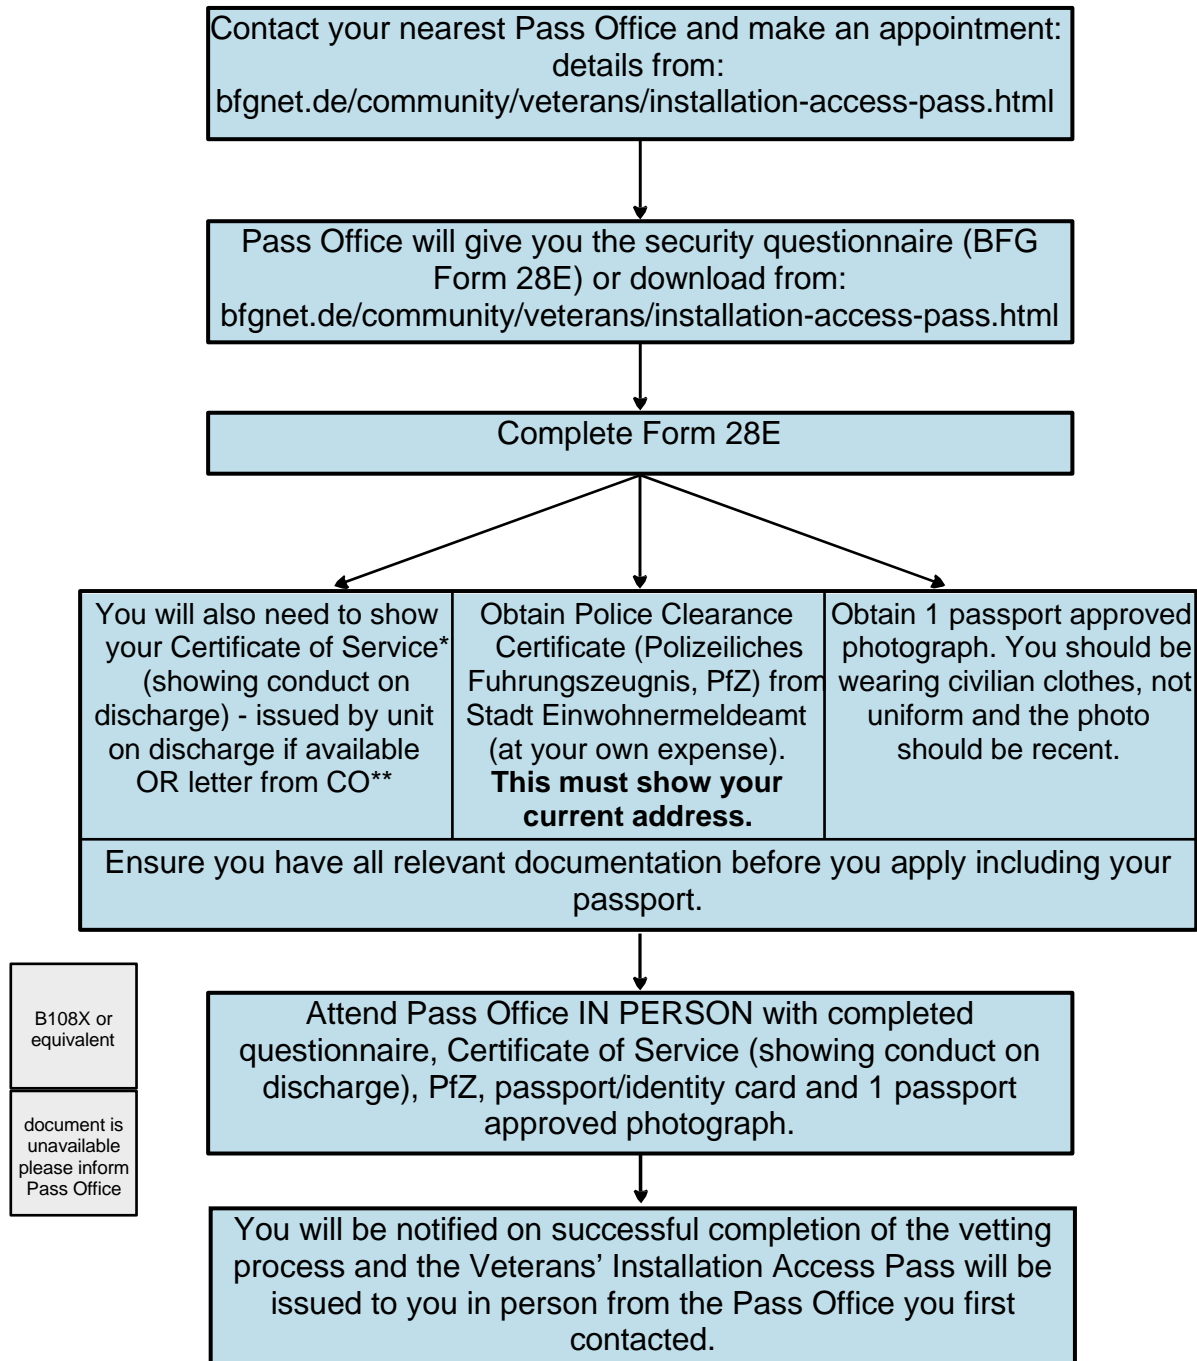 Contact your nearest Pass Office and make an appointment:
details from:
bfgnet.de/community/veterans/installation-access-pass.html
Pass Office will give you the security questionnaire (BFG
Form 28E) or download from:
bfgnet.de/community/veterans/installation-access-pass.html
Complete Form 28E
You will also need to show
your Certificate of Service*
(showing conduct on
discharge) - issued by unit
on discharge if available
OR letter from CO**
Obtain Police Clearance
Certificate (Polizeiliches
Fuhrungszeugnis, PfZ) from
Stadt Einwohnermeldeamt
(at your own expense).
This must show your
current address.
Obtain 1 passport approved
photograph. You should be
wearing civilian clothes, not
uniform and the photo
should be recent.
Ensure you have all relevant documentation before you apply including your
passport.
B108X or
equivalent
document is
unavailable
please inform
Pass Office
Attend Pass Office IN PERSON with completed
questionnaire, Certificate of Service (showing conduct on
discharge), PfZ, passport/identity card and 1 passport
approved photograph.
You will be notified on successful completion of the vetting
process and the Veterans’ Installation Access Pass will be
issued to you in person from the Pass Office you first
contacted.